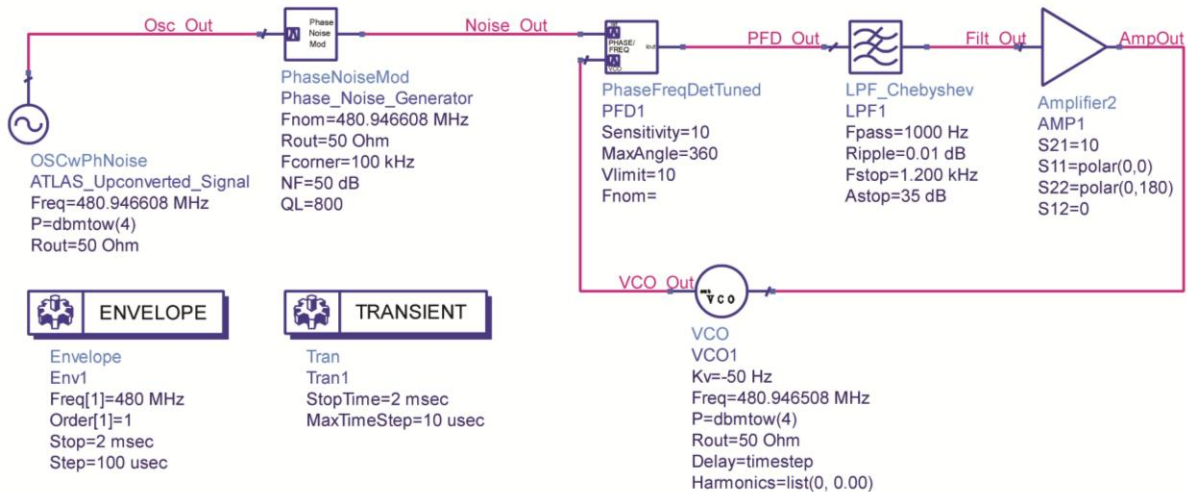 Osc_Out
Noise_Out
PFD_Out
Filt_Out
AmpOut
Phase
Noise
Mod
PHASE/
FREQ
VCO
Iout
OSCwPhNoise
ATLAS_Upconverted_Signal
Freq=480.946608 MHz
P=dbmtow(4)
Rout=50 Ohm
PhaseNoiseMod
Phase_Noise_Generator
Fnom=480.946608 MHz
Rout=50 Ohm
Fcorner=100 kHz
NF=50 dB
QL=800
PhaseFreqDetTuned
PFD1
Sensitivity=10
MaxAngle=360
Vlimit=10
Fnom=
LPF_Chebyshev
LPF1
Fpass=1000 Hz
Ripple=0.01 dB
Fstop=1.200 kHz
Astop=35 dB
Amplifier2
AMP1
S21=10
S11=polar(0,0)
S22=polar(0,180)
S12=0
ENVELOPE
Envelope
Env1
Freq[1]=480 MHz
Order[1]=1
Stop=2 msec
Step=100 usec
TRANSIENT
Tran
Tran1
StopTime=2 msec
MaxTimeStep=10 usec
VCO_Out
VCO
VCO
VCO1
Kv=-50 Hz
Freq=480.946508 MHz
P=dbmtow(4)
Rout=50 Ohm
Delay=timestep
Harmonics=list(0, 0.00)